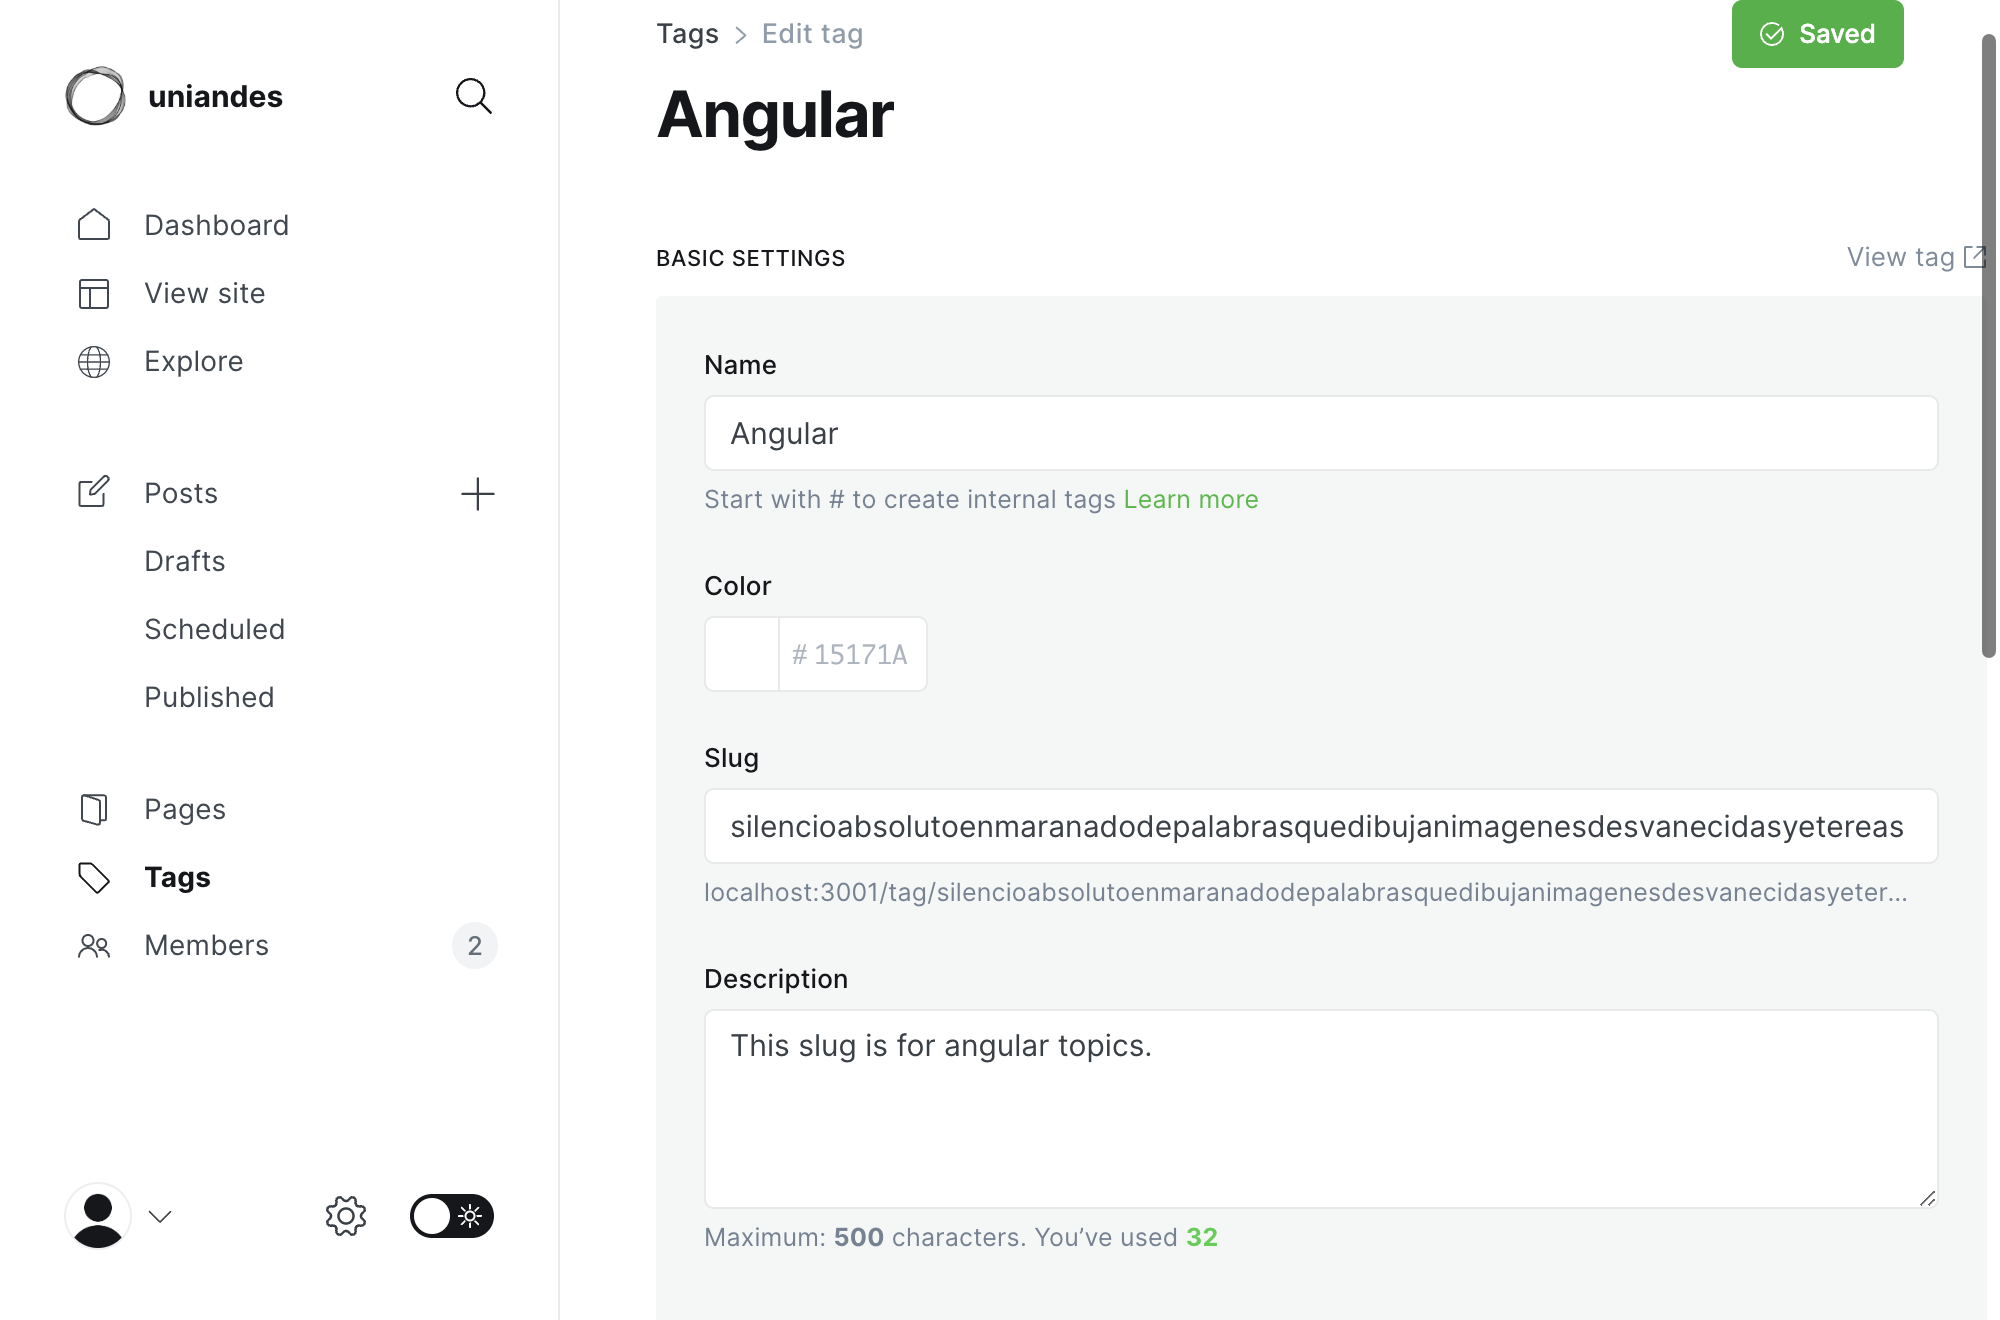 Tags > Edit tag
Saved
uniandes
Angular
Dashboard
View site
Explore
Posts
Drafts
Scheduled
Published
Pages
Tags
Members 2
BASIC SETTINGS
View tag
Name
Angular
Start with # to create internal tags Learn more
Color
# 15171A
Slug
silencioabsolutoenmaranadodepalabrasquedibujanimagenesdesvanecidasyetereas
localhost:3001/tag/silencioabsolutoenmaranadodepalabrasquedibujanimagenesdesvanecidasyeter...
Description
This slug is for angular topics.
Maximum: 500 characters. You’ve used 32